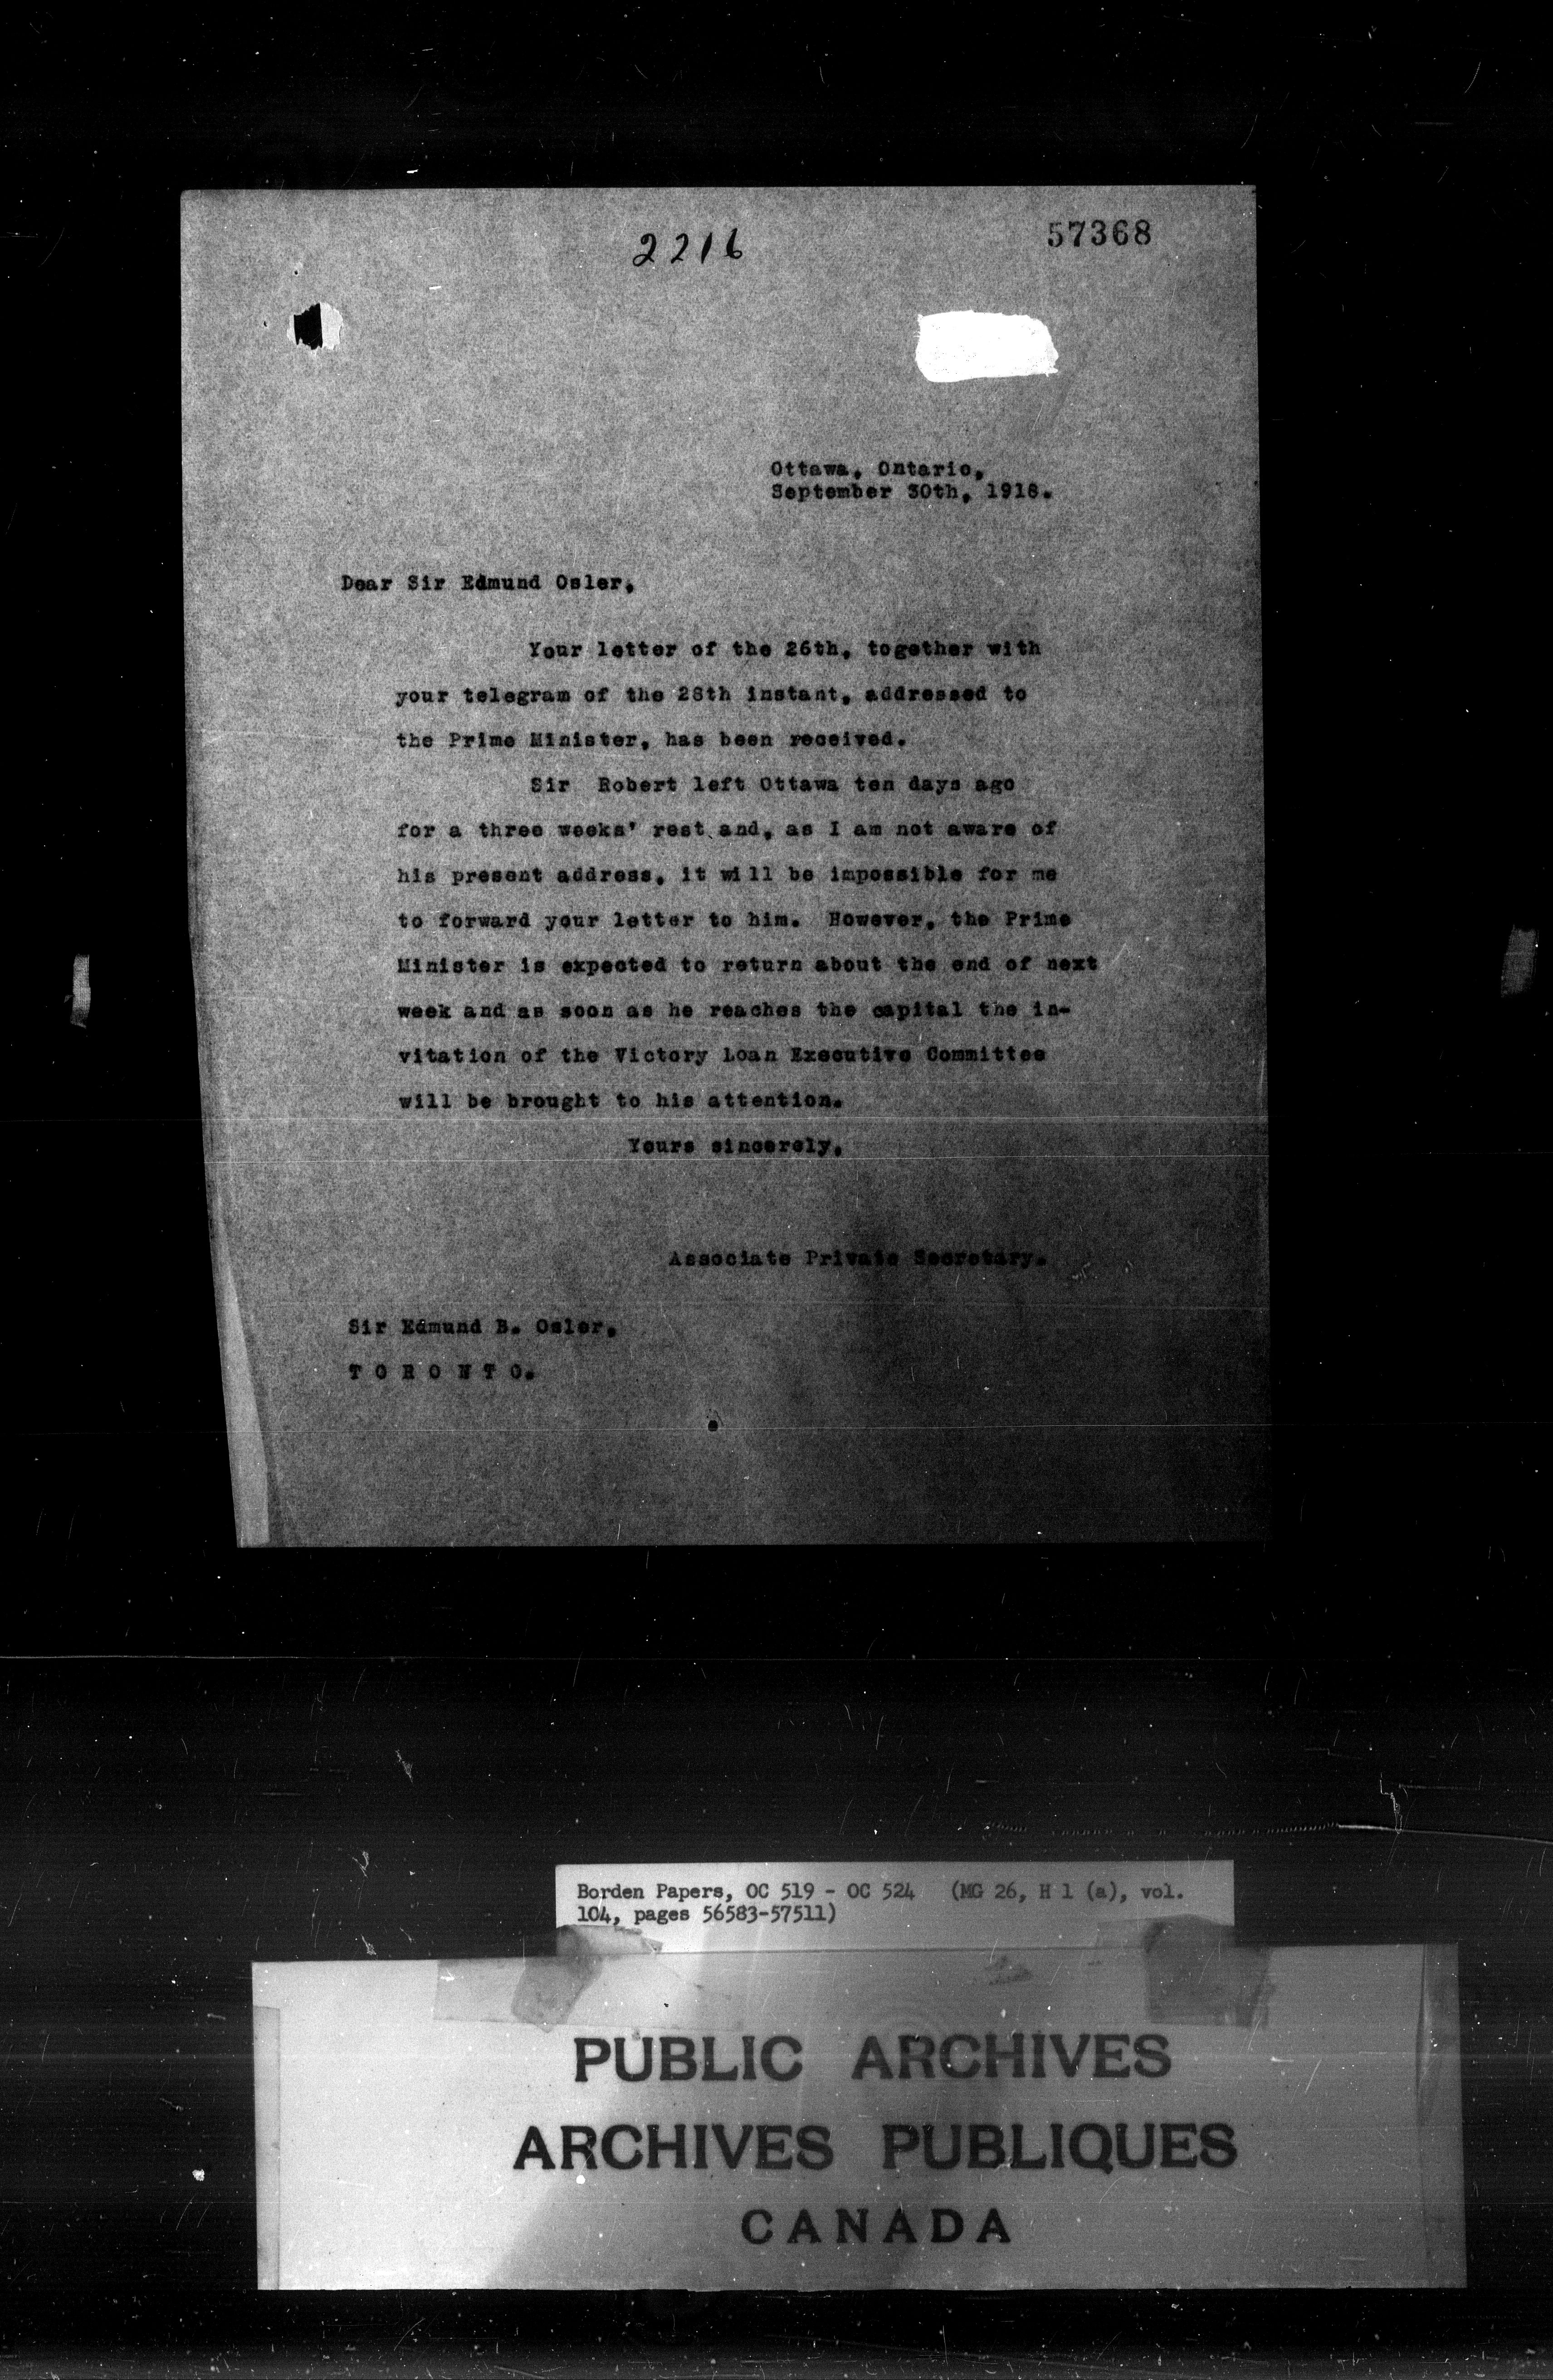 2216
57368
Ottawa, Ontario,
September 30th, 1918.
Dear Sir Edmund Osler,
Your letter of the 26th, together with
your telegram of the 28th instant, addressed to
the Prime Minister, has been received.
Sir Robert left Ottawa ten days ago
for a three weeks' rest and, as I am not aware of
his present address, it will be impossible for me
to forward your letter to him. However, the Prime
Minister is expected to return about the end of next
week and as soon as he reaches the capital the in-
vitation of the Victory Loan Executive Committee
will be brought to his attention.
Yours sincerely,
Associate Private Secretary.
Sir Edmund B. Osler,
T O R O N T O.
Borden Papers, OC 519 - OC 524 (MG 26, H 1 (a), vol.
104, pages 56583-57511)
PUBLIC ARCHIVES
ARCHIVES PUBLIQUES
CANADA